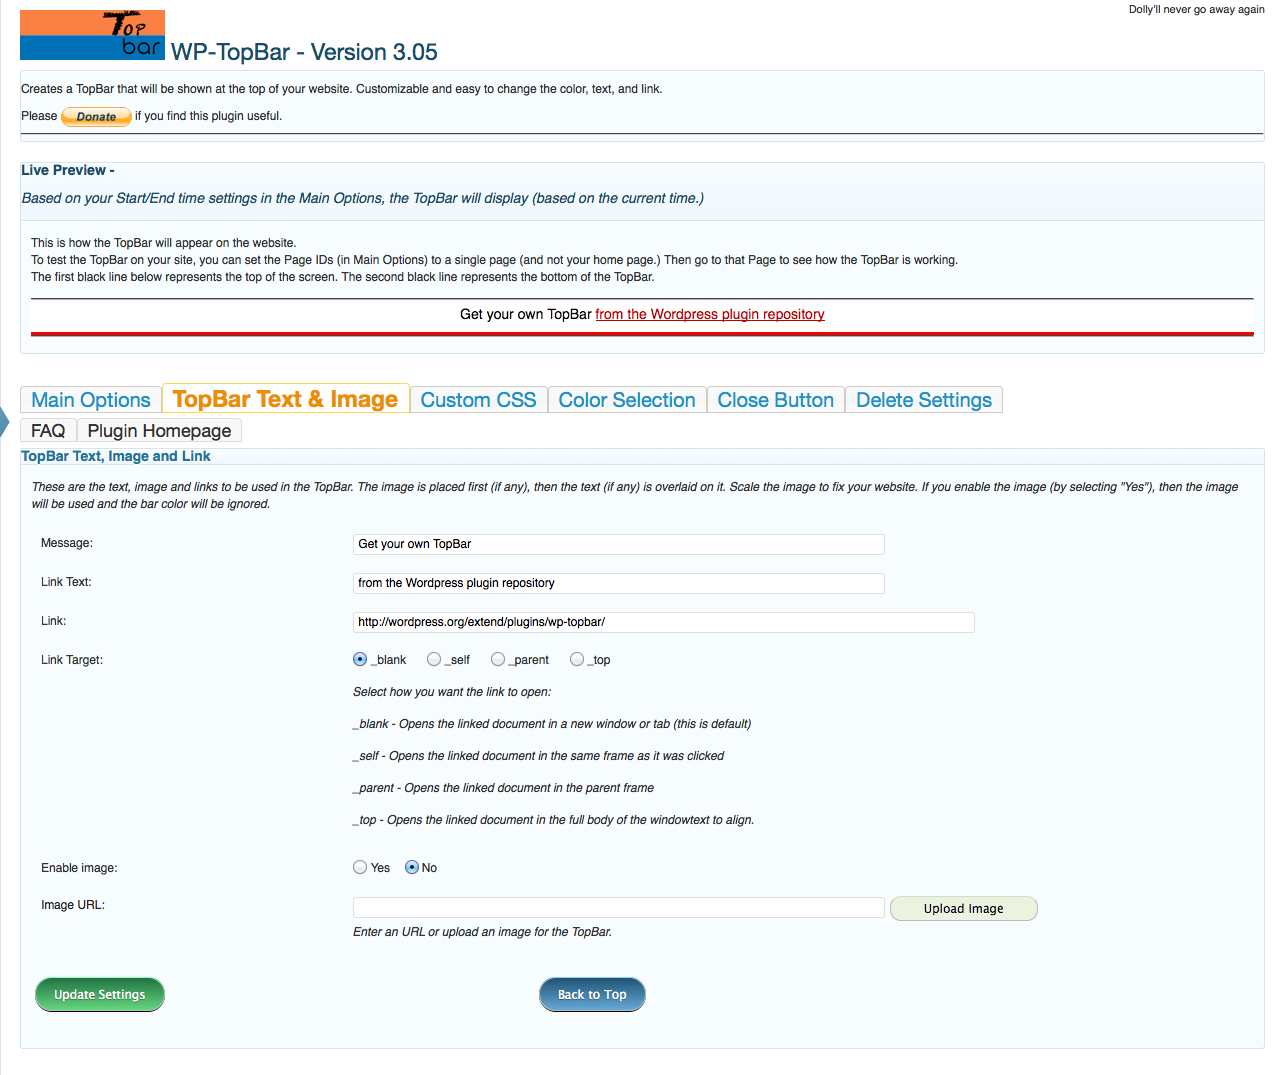 Dolly'll never go away again
Top
bar
WP-TopBar - Version 3.05
Creates a TopBar that will be shown at the top of your website. Customizable and easy to change the color, text, and link.
Please Donate if you find this plugin useful.
Live Preview -
Based on your Start/End time settings in the Main Options, the TopBar will display (based on the current time.)
This is how the TopBar will appear on the website.
To test the TopBar on your site, you can set the Page IDs (in Main Options) to a single page (and not your home page.) Then go to that Page to see how the TopBar is working.
The first black line below represents the top of the screen. The second black line represents the bottom of the TopBar.
Get your own TopBar from the Wordpress plugin repository
Main Options TopBar Text & Image Custom CSS Color Selection Close Button Delete Settings
FAQ Plugin Homepage
TopBar Text, Image and Link
These are the text, image and links to be used in the TopBar. The image is placed first (if any), then the text (if any) is overlaid on it. Scale the image to fix your website. If you enable the image (by selecting "Yes"), then the image
will be used and the bar color will be ignored.
Message: Get your own TopBar
Link Text: from the Wordpress plugin repository
Link: http://wordpress.org/extend/plugins/wp-topbar/
Link Target: _blank _self _parent _top
Select how you want the link to open:
_blank - Opens the linked document in a new window or tab (this is default)
_self - Opens the linked document in the same frame as it was clicked
_parent - Opens the linked document in the parent frame
_top - Opens the linked document in the full body of the windowtext to align.
Enable image: Yes No
Image URL: Upload Image
Enter an URL or upload an image for the TopBar.
Update Settings Back to Top